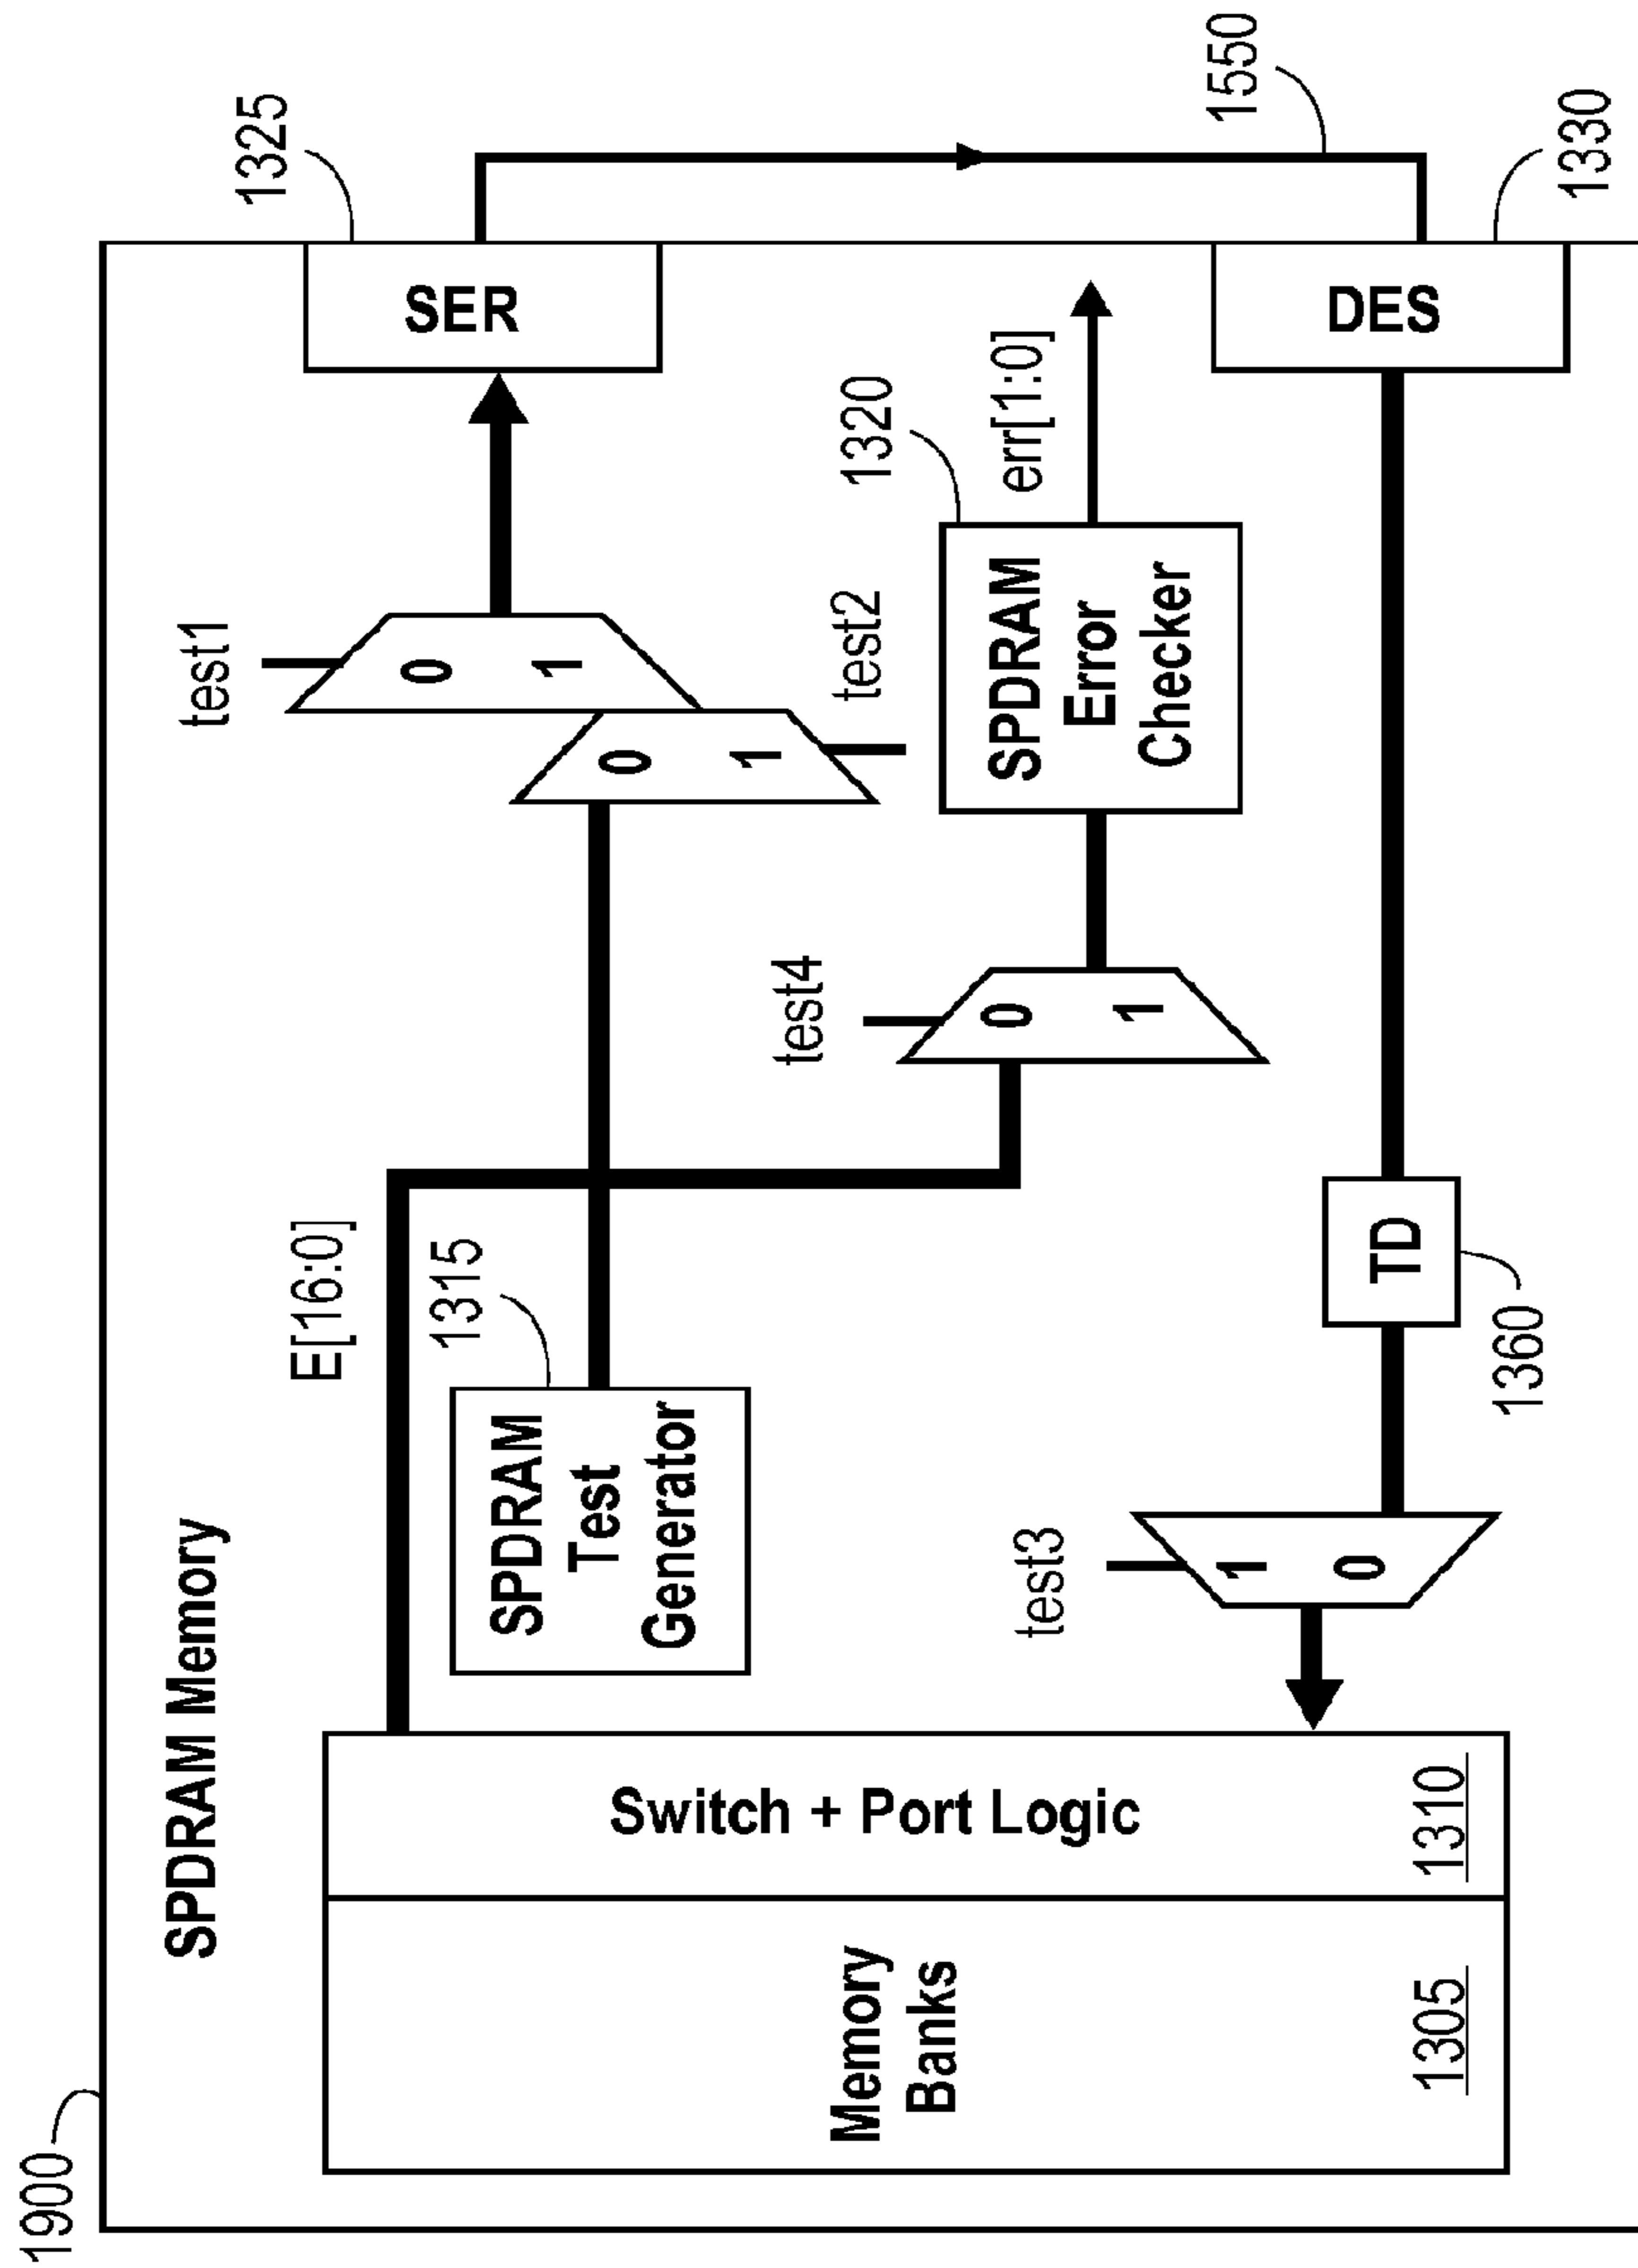 1900
SPDRAM Memory
Memory
Banks
1305
Switch + Port Logic
1310
E[16:0]
SPDRAM
Test
Generator
1315
test3
1
0
TD
1360
test4
0
1
test1
0
1
0
1
test2
SPDRAM
Error
Checker
1320
err[1:0]
SER
1325
DES
1330
1550